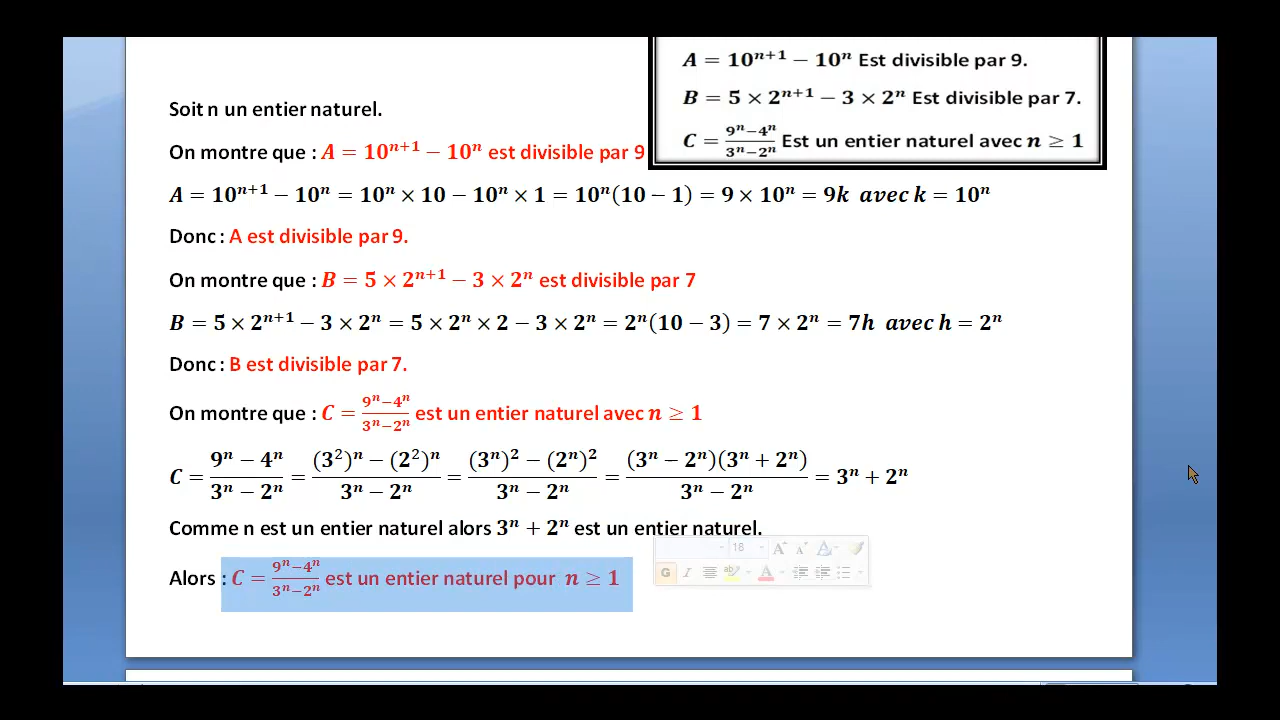 A = 10ⁿ⁺¹ − 10ⁿ Est divisible par 9.
B = 5 × 2ⁿ⁺¹ − 3 × 2ⁿ Est divisible par 7.
C = (9ⁿ−4ⁿ)/(3ⁿ−2ⁿ) Est un entier naturel avec n ≥ 1
Soit n un entier naturel.
On montre que : A = 10ⁿ⁺¹ − 10ⁿ est divisible par 9
A = 10ⁿ⁺¹ − 10ⁿ = 10ⁿ × 10 − 10ⁿ × 1 = 10ⁿ(10 − 1) = 9 × 10ⁿ = 9k avec k = 10ⁿ
Donc : A est divisible par 9.
On montre que : B = 5 × 2ⁿ⁺¹ − 3 × 2ⁿ est divisible par 7
B = 5 × 2ⁿ⁺¹ − 3 × 2ⁿ = 5 × 2ⁿ × 2 − 3 × 2ⁿ = 2ⁿ(10 − 3) = 7 × 2ⁿ = 7h avec h = 2ⁿ
Donc : B est divisible par 7.
On montre que : C = (9ⁿ−4ⁿ)/(3ⁿ−2ⁿ) est un entier naturel avec n ≥ 1
C = (9ⁿ − 4ⁿ)/(3ⁿ − 2ⁿ) = ((3²)ⁿ − (2²)ⁿ)/(3ⁿ − 2ⁿ) = ((3ⁿ)² − (2ⁿ)²)/(3ⁿ − 2ⁿ) = ((3ⁿ − 2ⁿ)(3ⁿ + 2ⁿ))/(3ⁿ − 2ⁿ) = 3ⁿ + 2ⁿ
Comme n est un entier naturel alors 3ⁿ + 2ⁿ est un entier naturel.
18 A A A
G I ab A
Alors : C = (9ⁿ−4ⁿ)/(3ⁿ−2ⁿ) est un entier naturel pour n ≥ 1